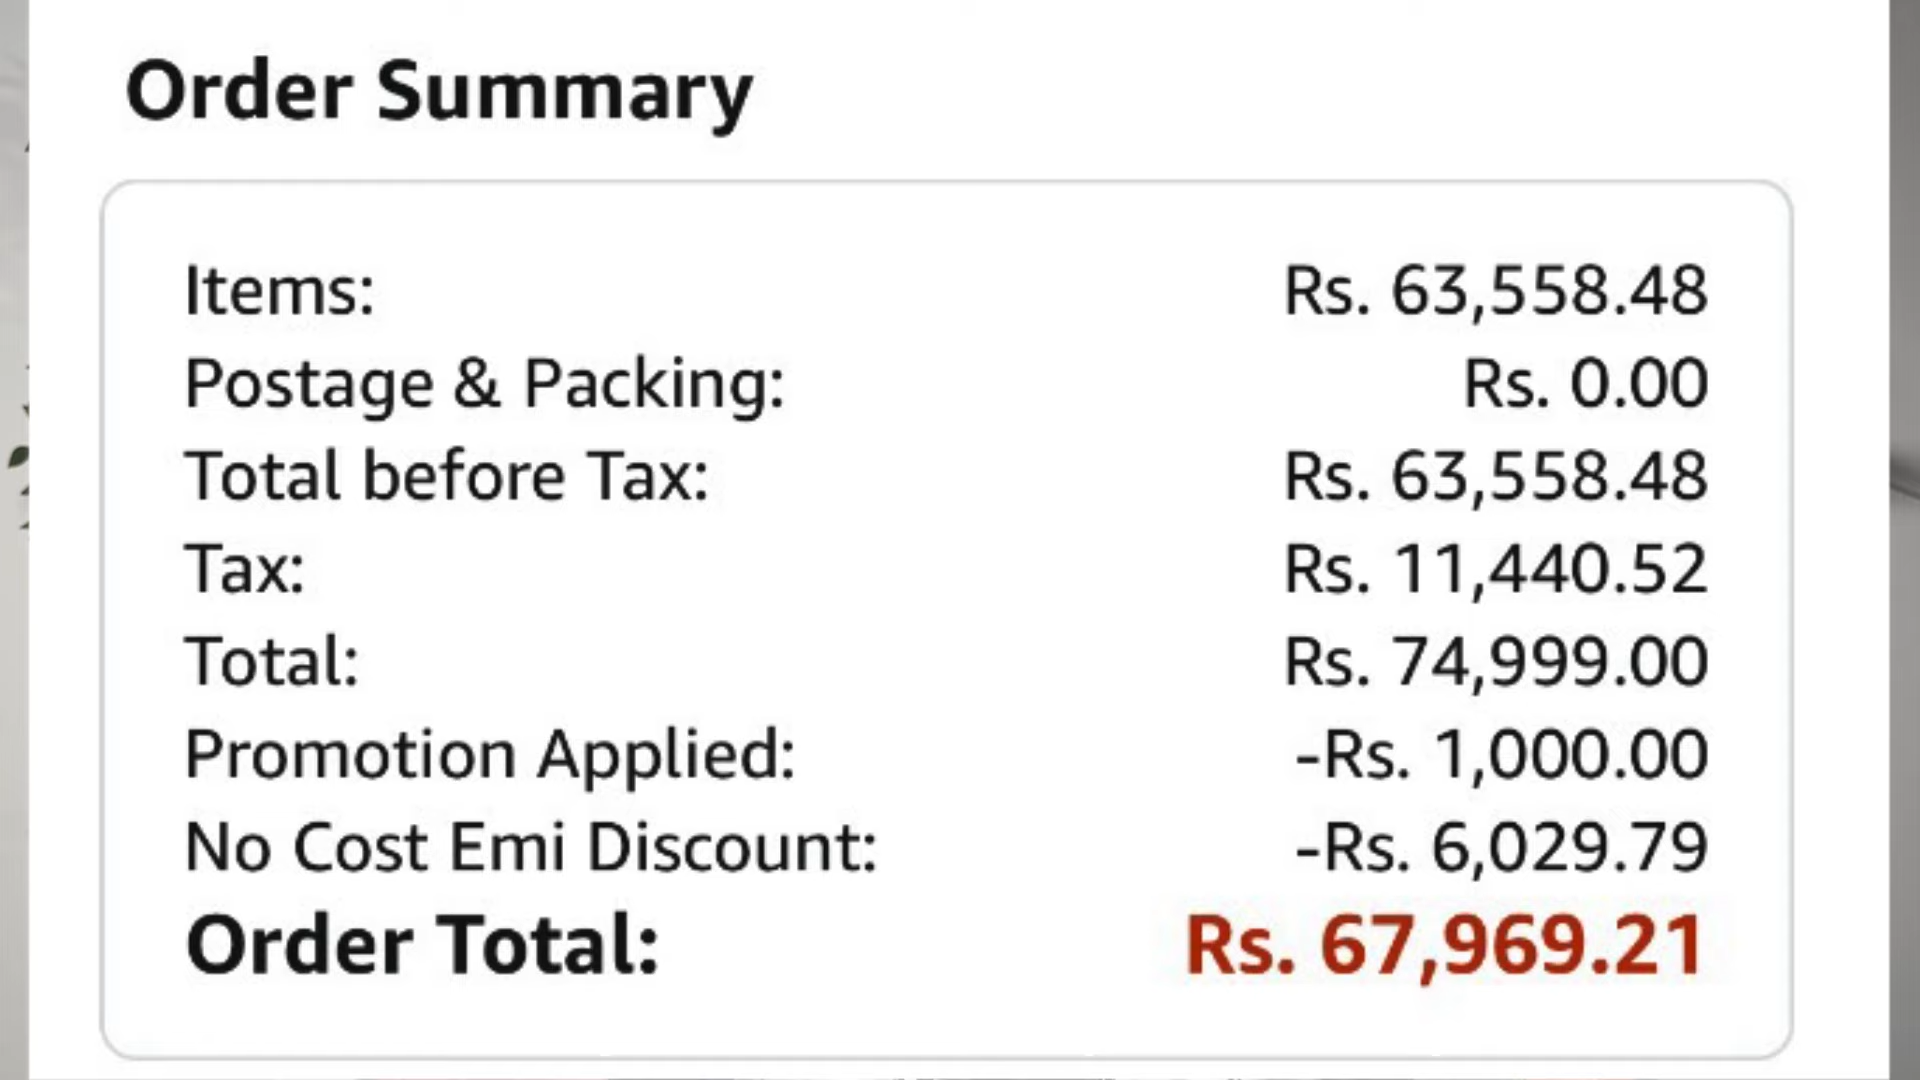 Order Summary
Items: Rs. 63,558.48
Postage & Packing: Rs. 0.00
Total before Tax: Rs. 63,558.48
Tax: Rs. 11,440.52
Total: Rs. 74,999.00
Promotion Applied: -Rs. 1,000.00
No Cost Emi Discount: -Rs. 6,029.79
Order Total: Rs. 67,969.21